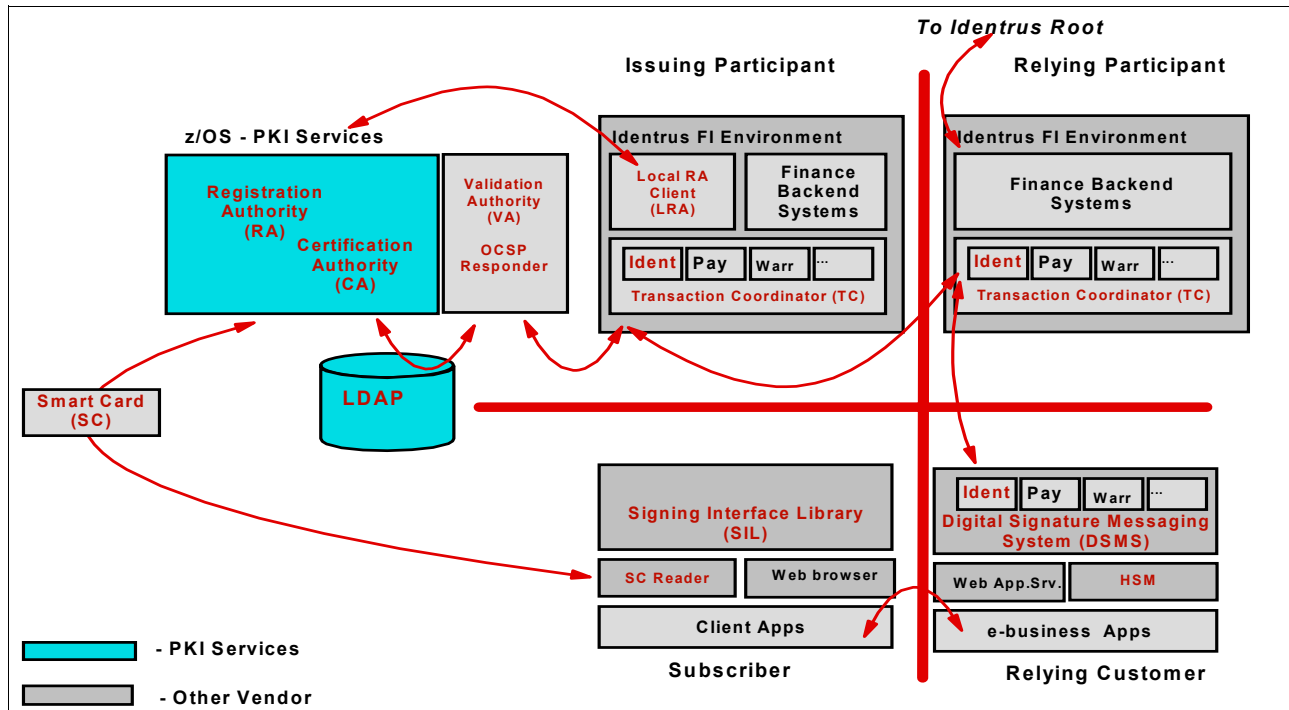 To Identrus Root
Issuing Participant
Relying Participant
z/OS - PKI Services
Registration
Authority
(RA)
Certification
Authority
(CA)
Validation
Authority
(VA)
OCSP
Responder
Identrus FI Environment
Local RA
Client
(LRA)
Finance
Backend
Systems
Ident
Pay
Warr
...
Transaction Coordinator (TC)
Identrus FI Environment
Finance Backend
Systems
Ident
Pay
Warr
...
Transaction Coordinator (TC)
LDAP
Smart Card
(SC)
Signing Interface Library
(SIL)
SC Reader
Web browser
Client Apps
Subscriber
Ident
Pay
Warr
...
Digital Signature Messaging
System (DSMS)
Web App.Srv.
HSM
e-business Apps
Relying Customer
- PKI Services
- Other Vendor